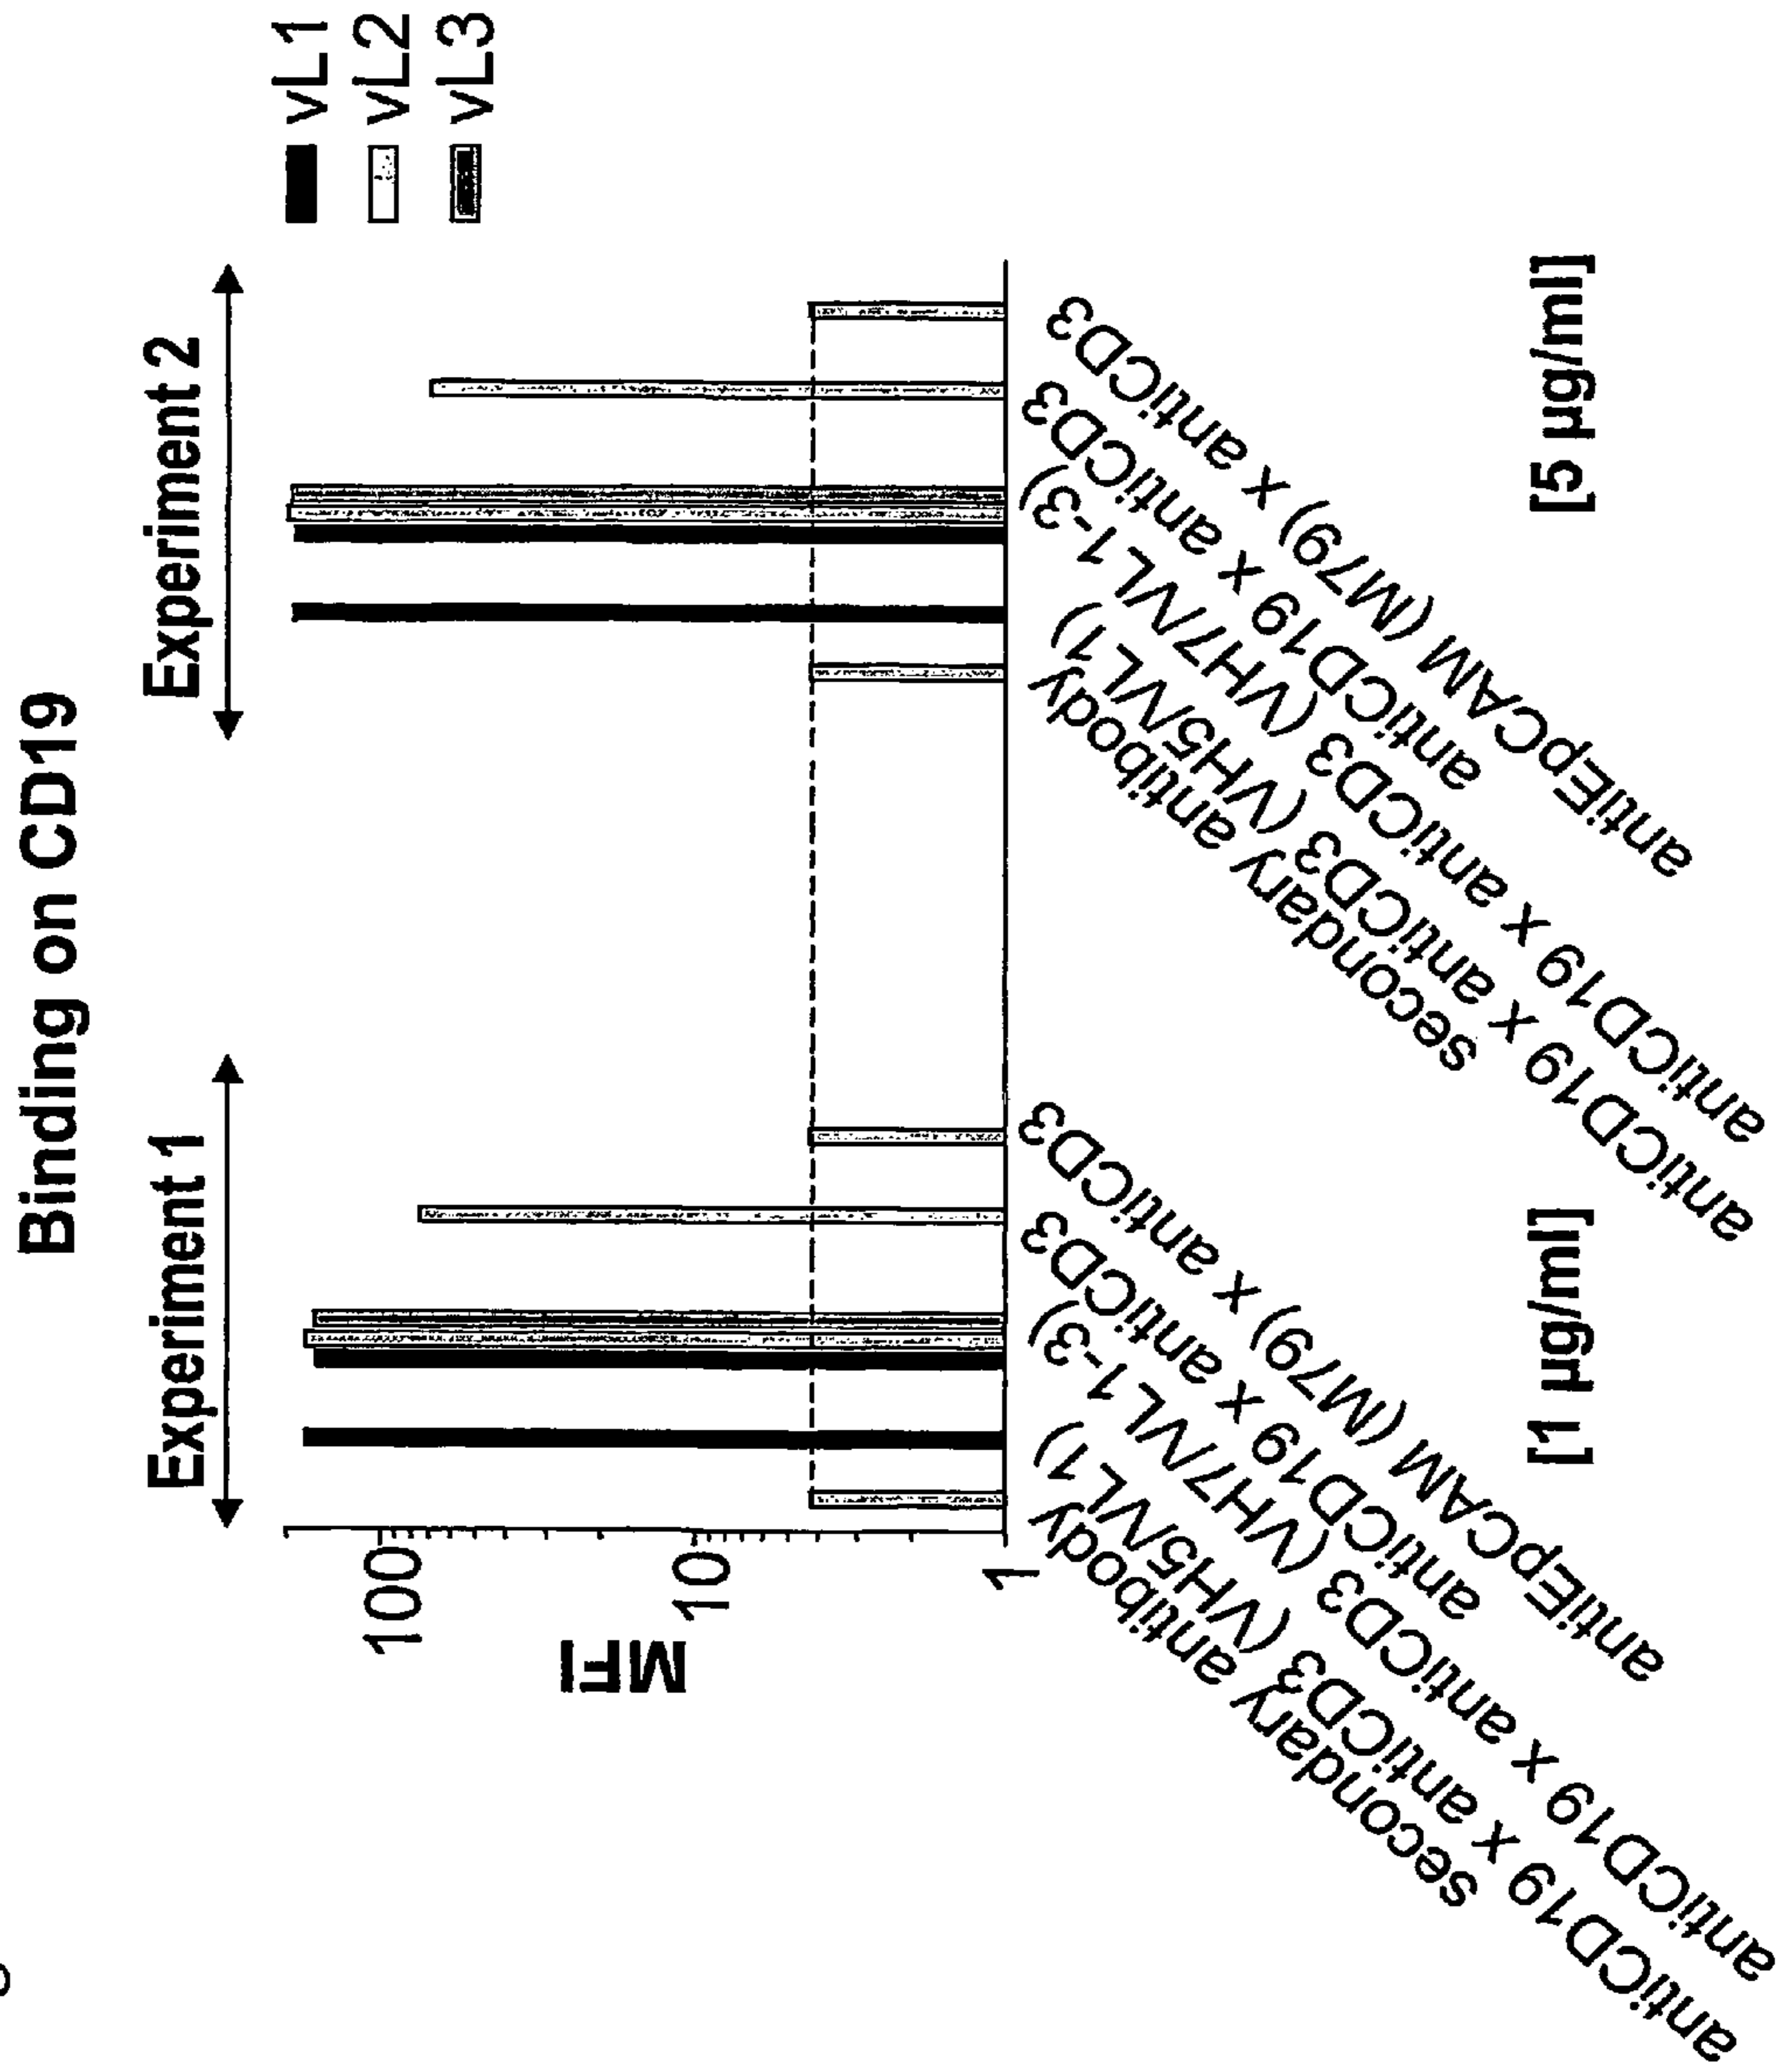 Binding on CD19
Experiment 1
Experiment 2
vL1
vL2
vL3
MFI
100
10
1
secondary antibody
antiCD19 x antiCD3 (VH5/VL1)
antiCD19 x antiCD3 (VH7/VL1-3)
antiCD19 x antiCD3
antiEpCAM (M79) x antiCD3
[1 µg/ml]
secondary antibody
antiCD19 x antiCD3 (VH5/VL1)
antiCD19 x antiCD3 (VH7/VL1-3)
antiCD19 x antiCD3
antiEpCAM (M79) x antiCD3
[5 µg/ml]